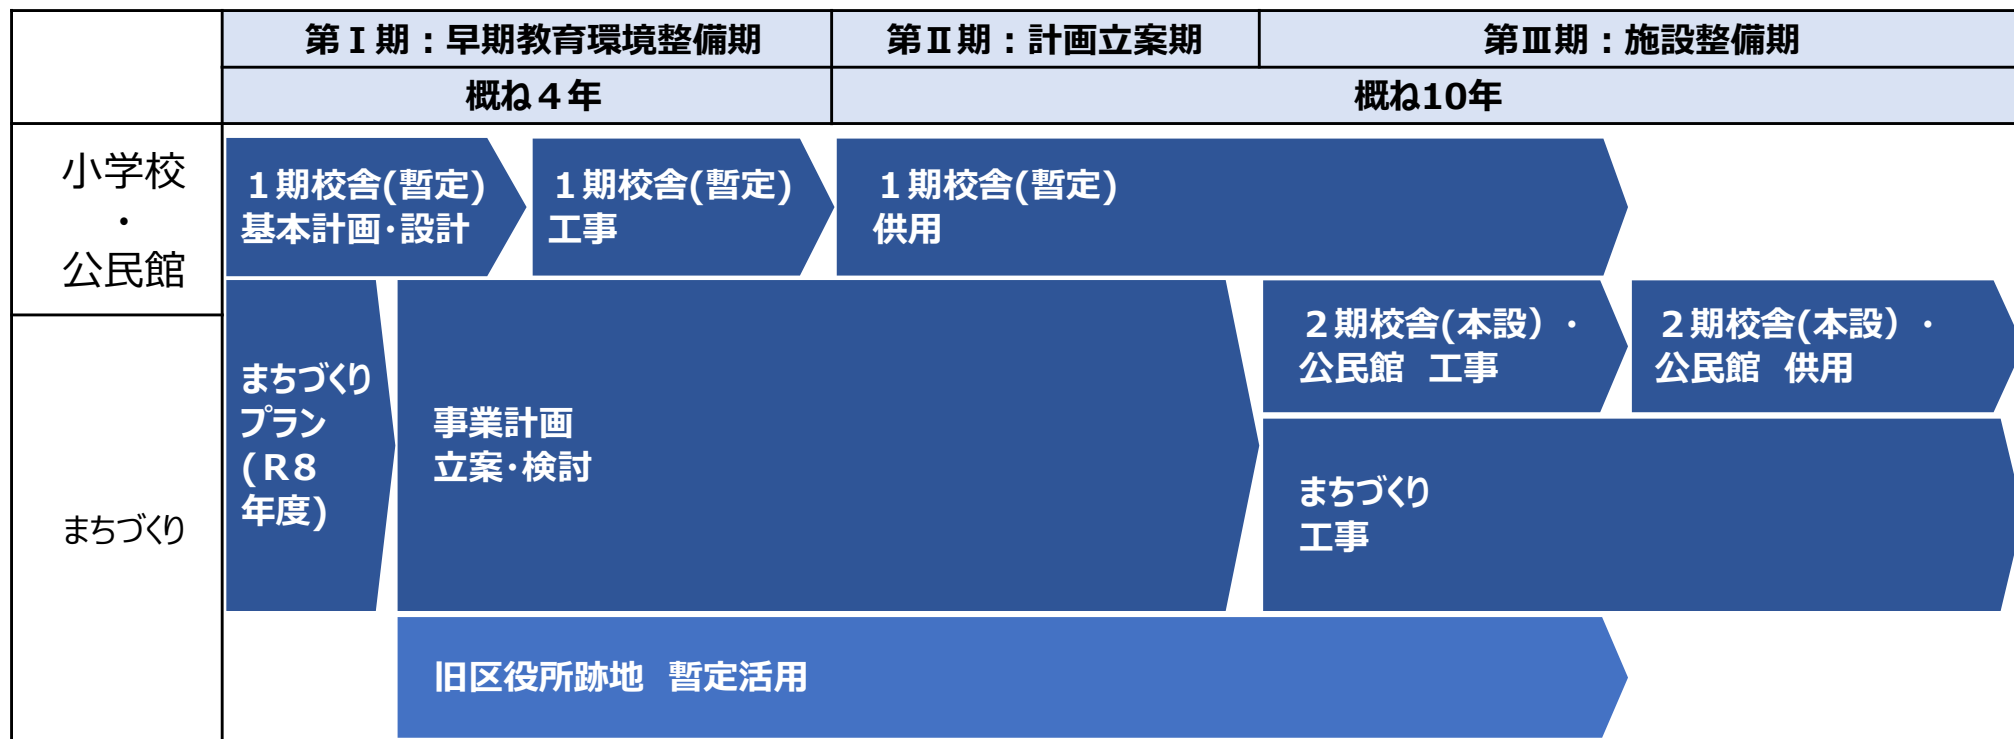 第Ⅰ期：早期教育環境整備期
第Ⅱ期：計画立案期
第Ⅲ期：施設整備期
概ね４年
概ね10年
小学校
・
公民館
１期校舎(暫定)
基本計画･設計
１期校舎(暫定)
工事
１期校舎(暫定)
供用
２期校舎(本設）・
公民館　工事
２期校舎(本設）・
公民館　供用
まちづくり
まちづくり
プラン
(Ｒ８
年度)
事業計画
立案･検討
まちづくり
工事
旧区役所跡地　暫定活用